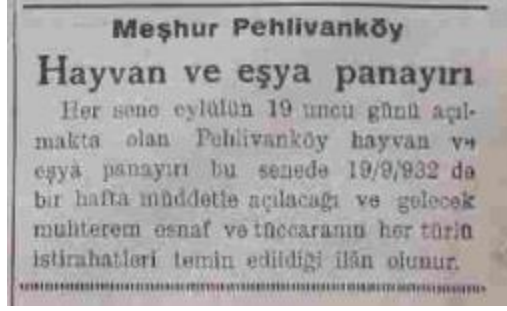 Meşhur Pehlivanköy
Hayvan ve eşya panayırı
Her sene eylûlün 19 uncu günü açıl-
makta olan Pehlivanköy hayvan ve
eşya panayırı bu senede 19/9/932 de
bir hafta müddetle açılacağı ve gelecek
muhterem esnaf ve tüccaranın her türlü
istirahatleri temin edildiği ilân olunur.